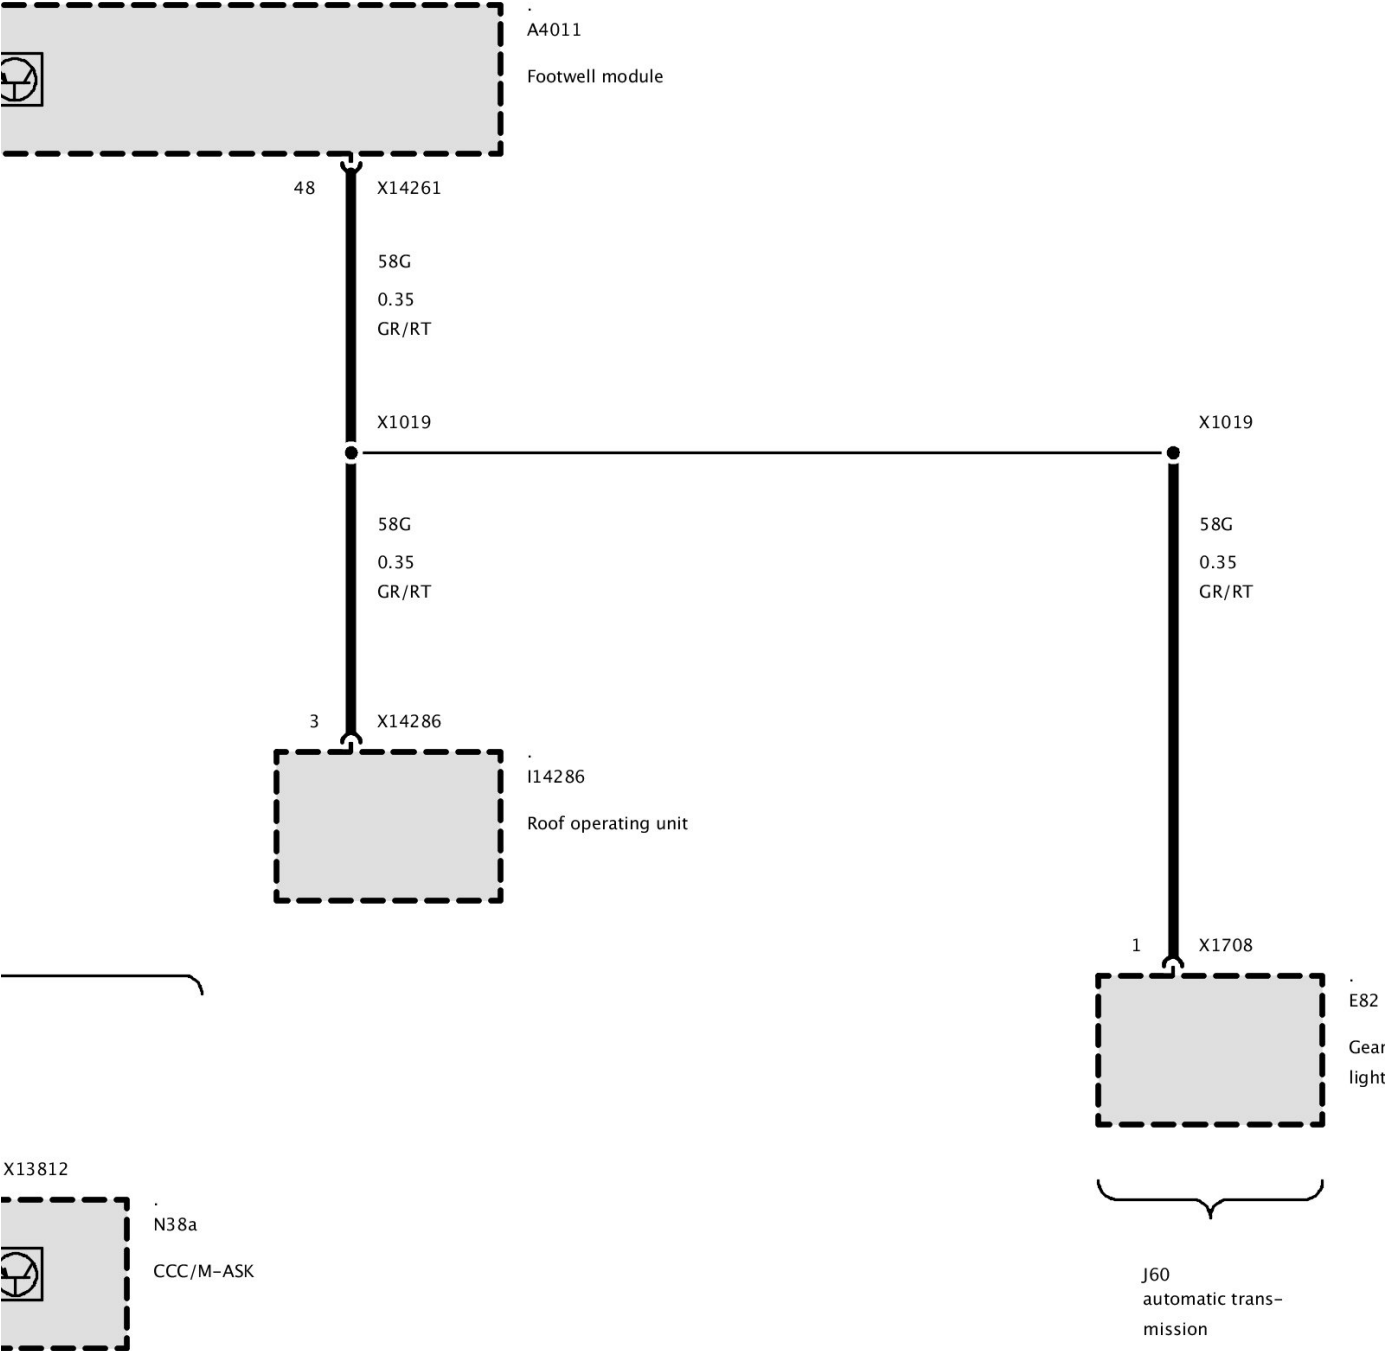 .
A4011
Footwell module
48 X14261
58G
0.35
GR/RT
X1019 X1019
58G 58G
0.35 0.35
GR/RT GR/RT
3 X14286
.
I14286
Roof operating unit
1 X1708
.
E82
Gear
light
X13812
.
N38a
CCC/M-ASK
J60
automatic trans-
mission